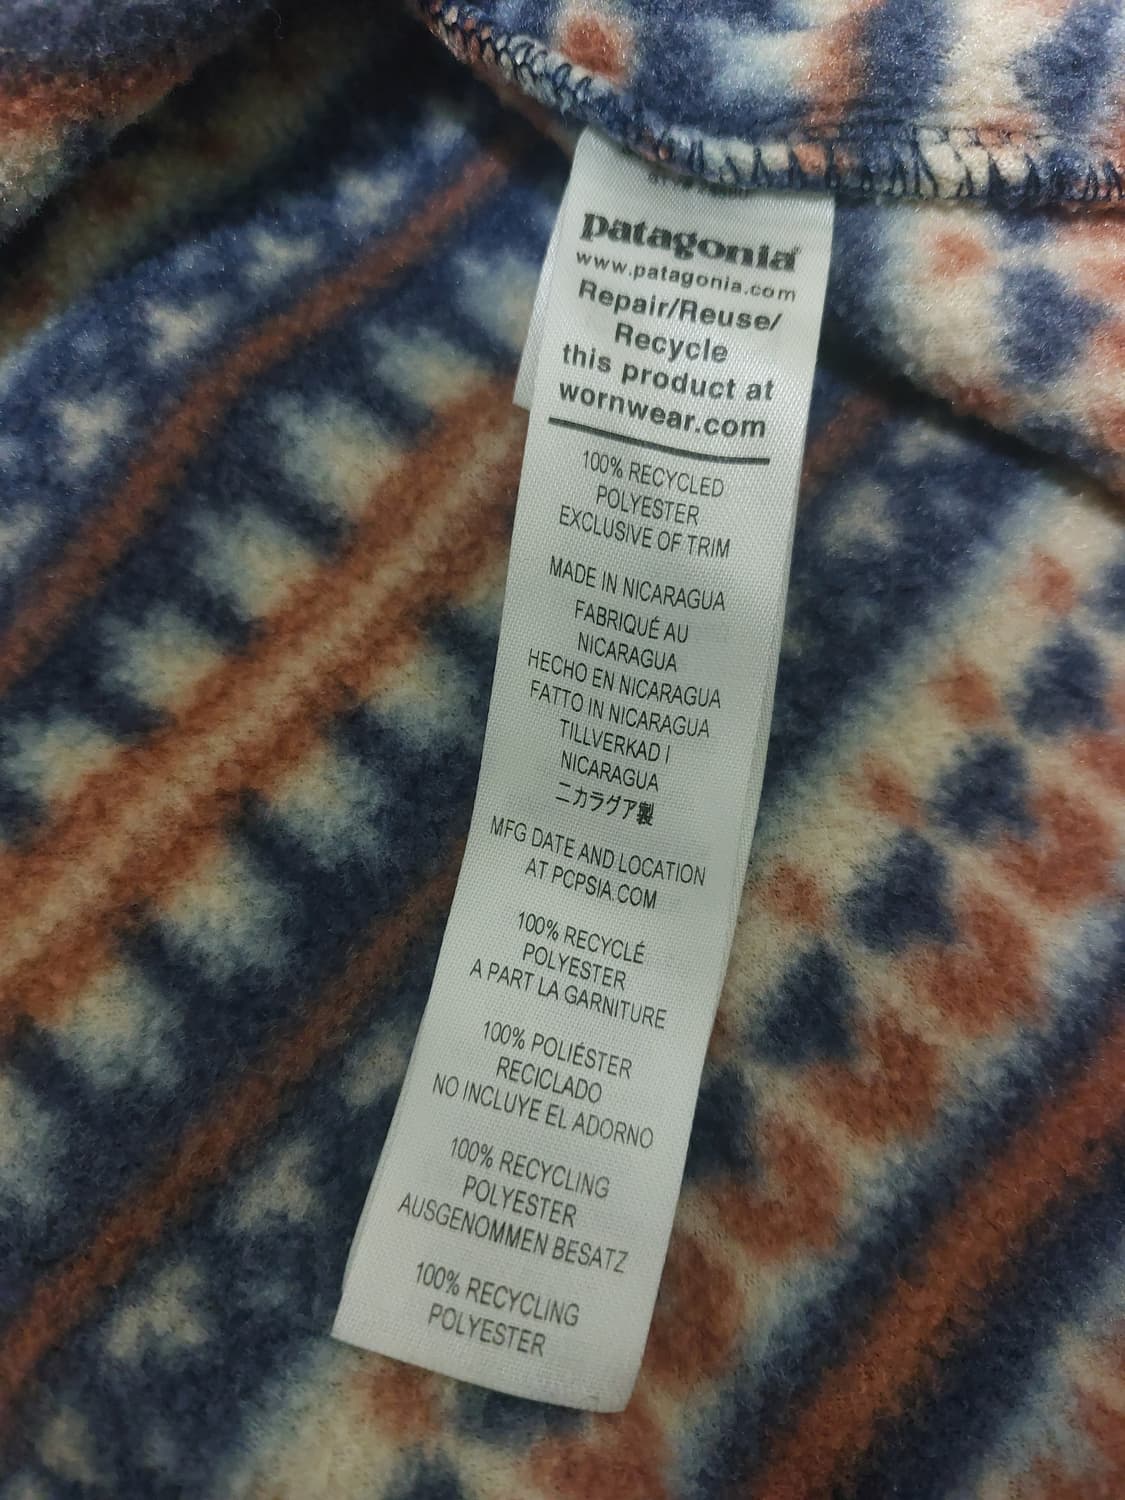 patagonia®
www.patagonia.com
Repair/Reuse/
Recycle
this product at
wornwear.com
100% RECYCLED
POLYESTER
EXCLUSIVE OF TRIM
MADE IN NICARAGUA
FABRIQUÉ AU
NICARAGUA
HECHO EN NICARAGUA
FATTO IN NICARAGUA
TILLVERKAD I
NICARAGUA
ニカラグア製
MFG DATE AND LOCATION
AT PCPSIA.COM
100% RECYCLÉ
POLYESTER
A PART LA GARNITURE
100% POLIÉSTER
RECICLADO
NO INCLUYE EL ADORNO
100% RECYCLING
POLYESTER
AUSGENOMMEN BESATZ
100% RECYCLING
POLYESTER